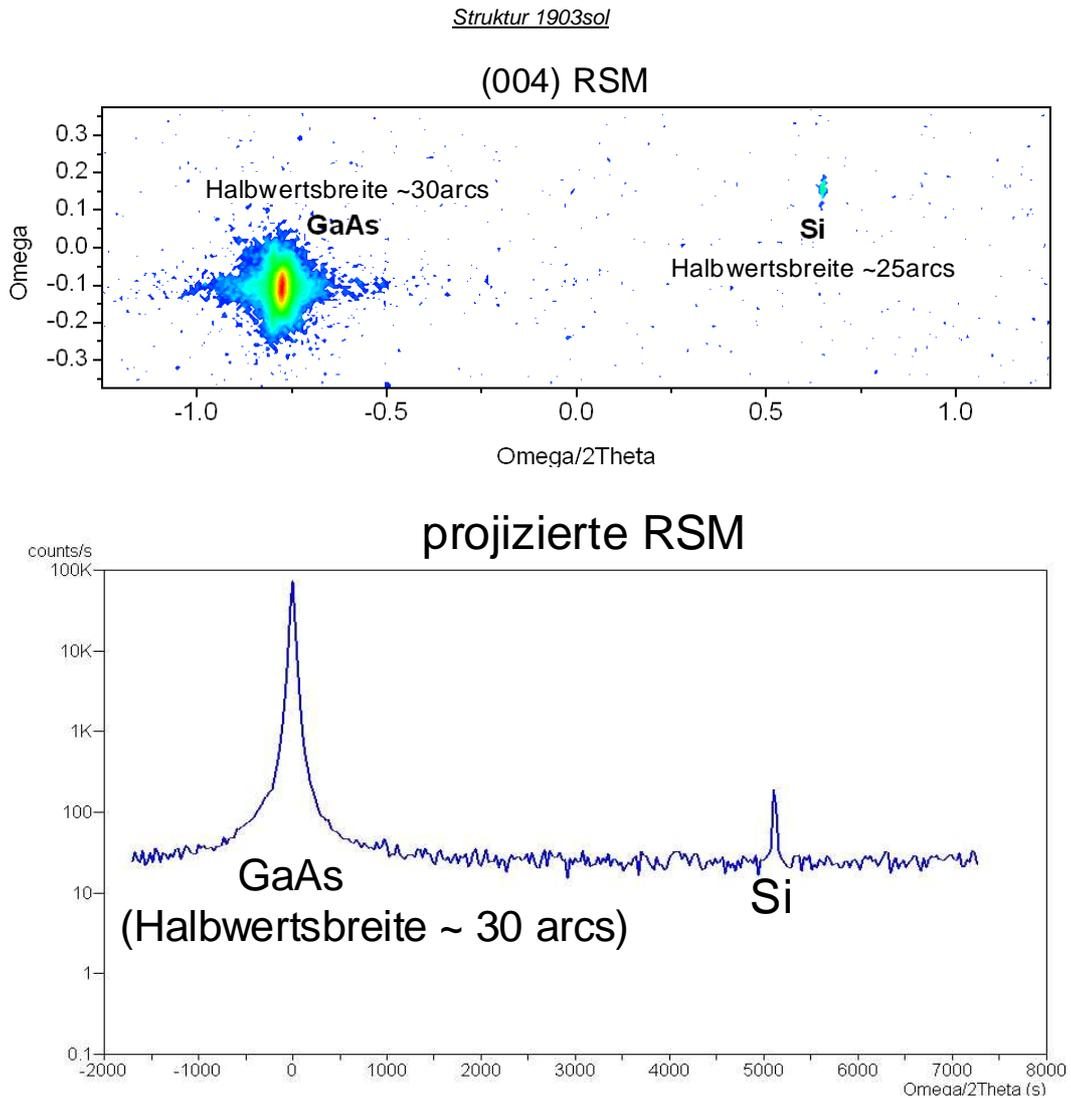 Struktur 1903sol
(004) RSM
0.3
0.2
0.1
0.0
-0.1
-0.2
-0.3
Omega
Halbwertsbreite ~30arcs
GaAs
Si
Halbwertsbreite ~25arcs
-1.0 -0.5 0.0 0.5 1.0
Omega/2Theta
projizierte RSM
counts/s
100K
10K
1K
100
10
1
0.1
GaAs
(Halbwertsbreite ~ 30 arcs)
Si
-2000 -1000 0 1000 2000 3000 4000 5000 6000 7000 8000
Omega/2Theta (s)